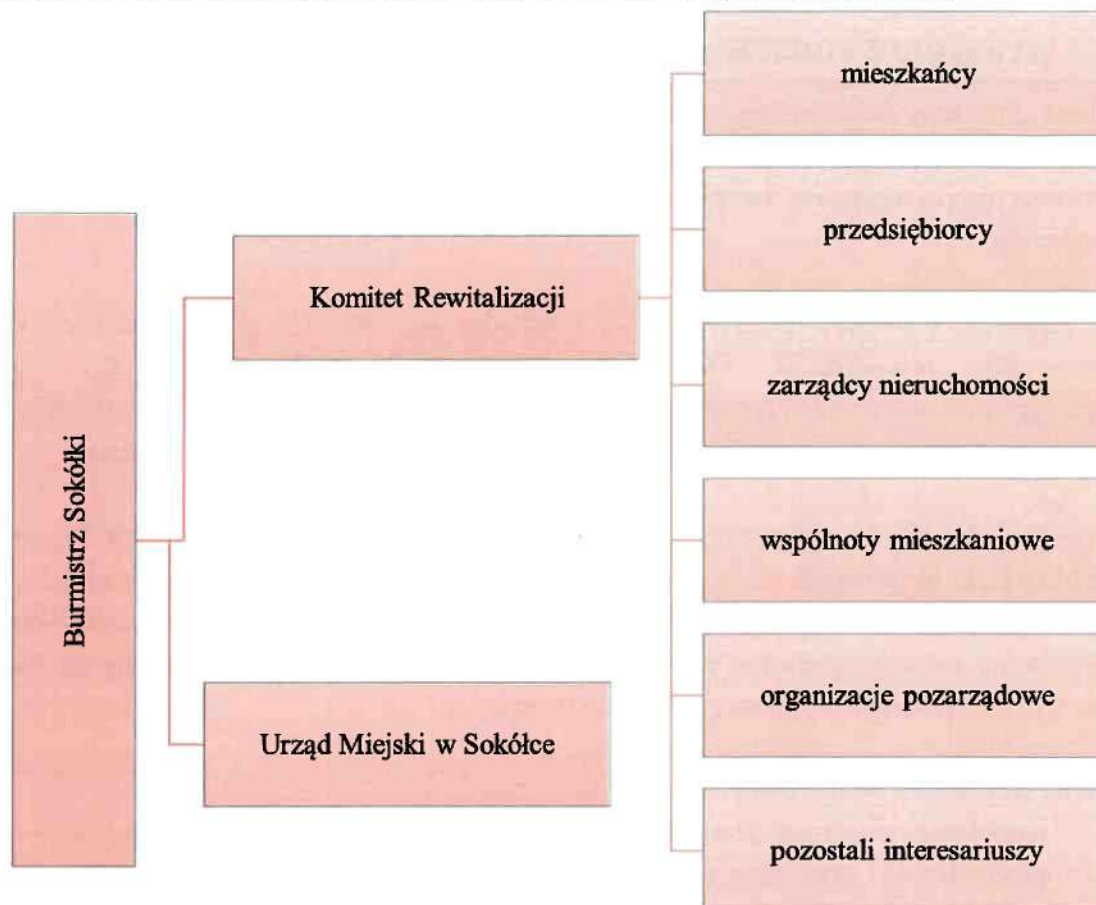 Burmistrz Sokółki
Komitet Rewitalizacji
Urząd Miejski w Sokółce
mieszkańcy
przedsiębiorcy
zarządcy nieruchomości
wspólnoty mieszkaniowe
organizacje pozarządowe
pozostali interesariuszy